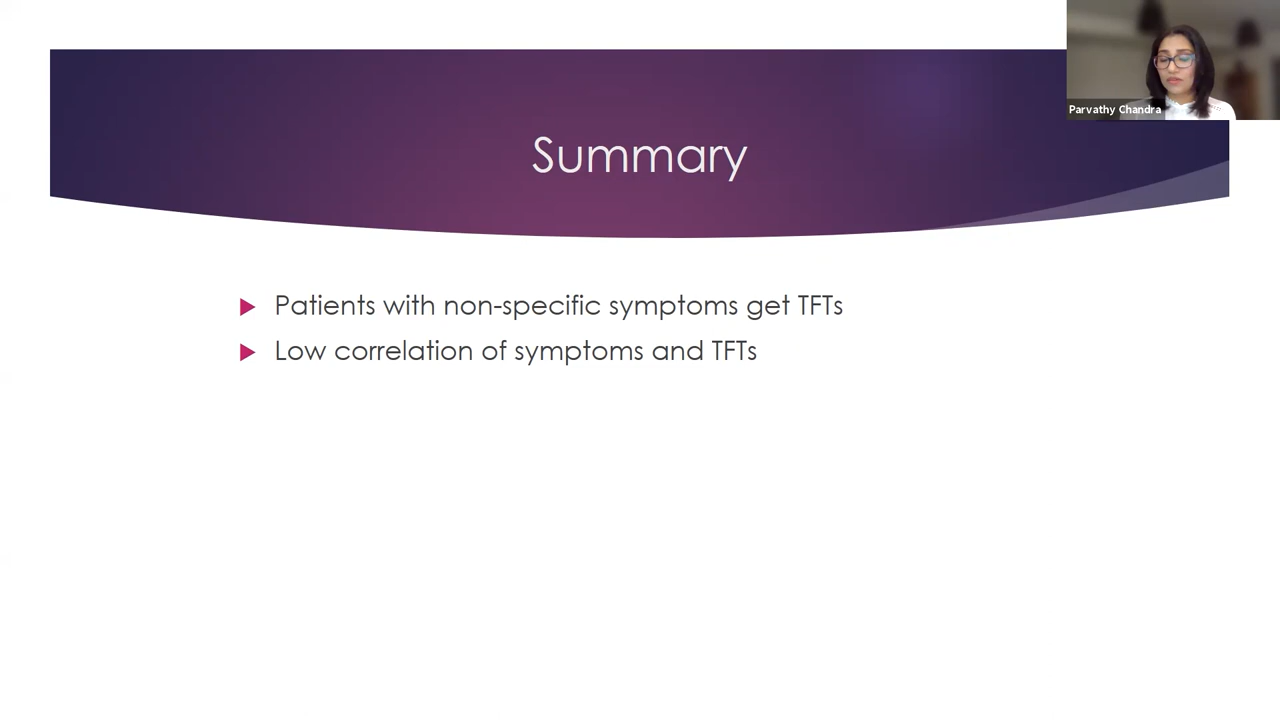 Parvathy Chandra
Summary
Patients with non-specific symptoms get TFTs
Low correlation of symptoms and TFTs